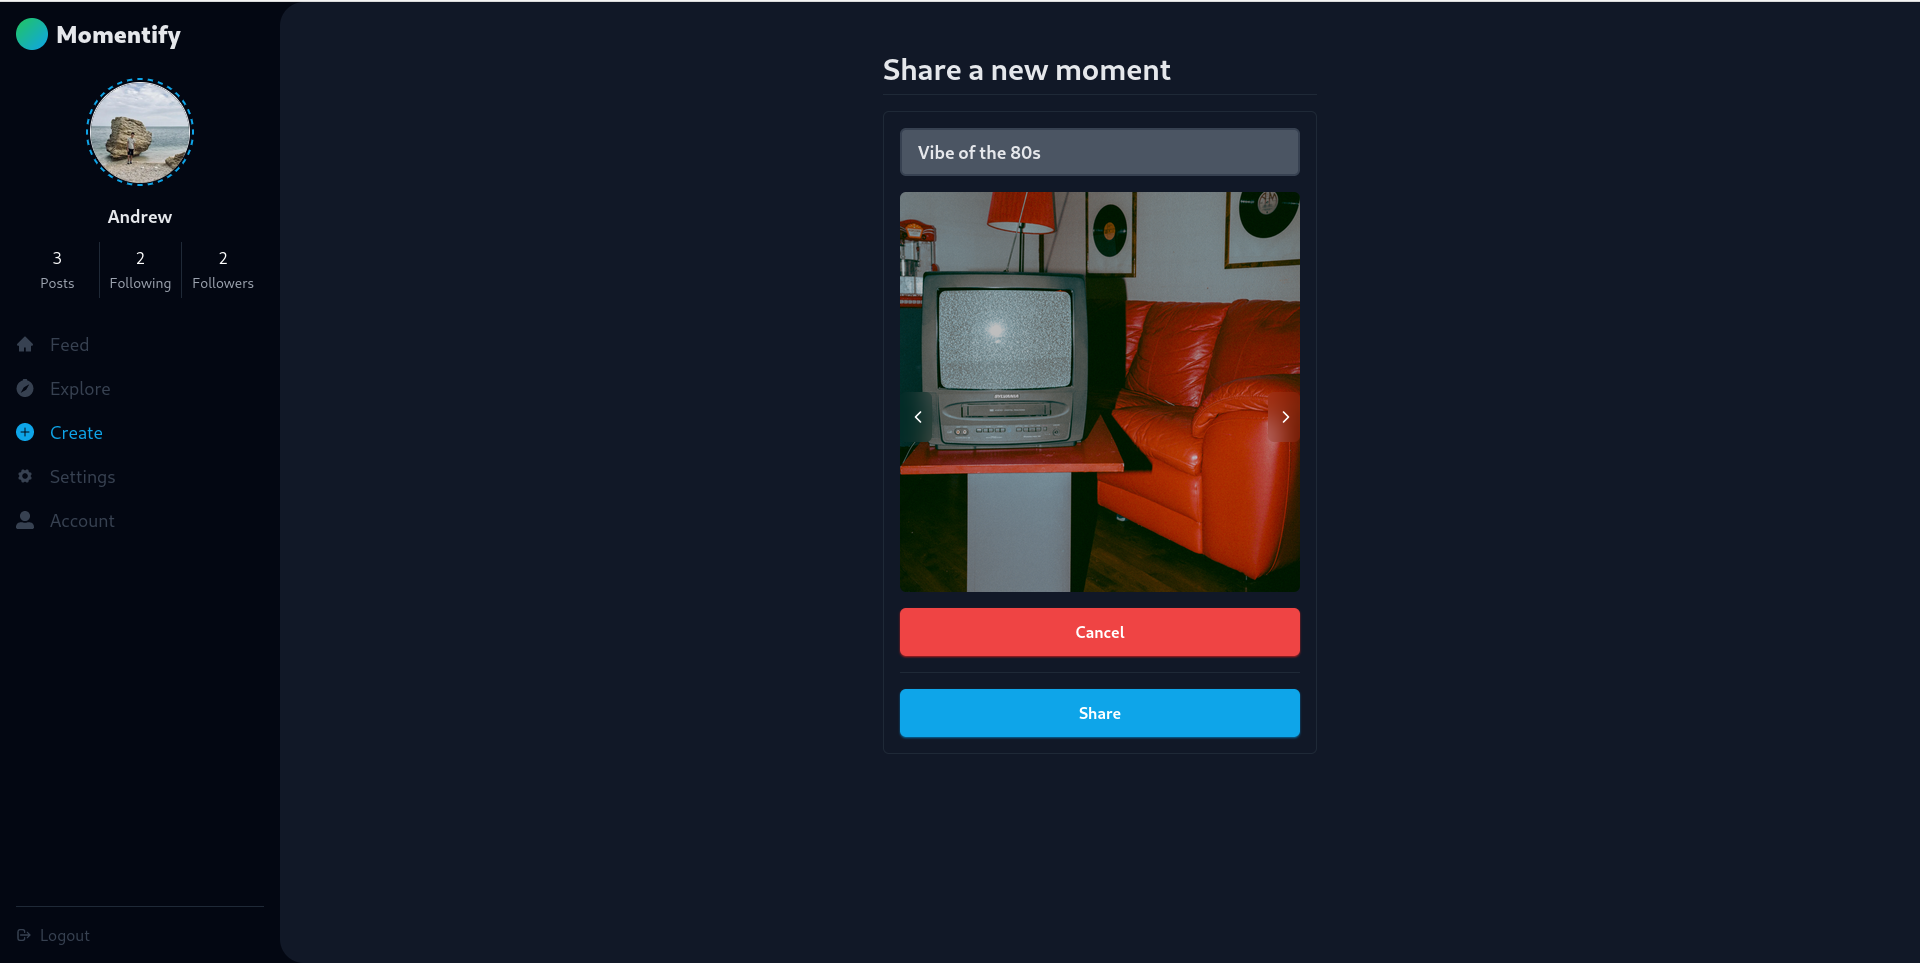 Momentify
Andrew
3
Posts
2
Following
2
Followers
Feed
Explore
Create
Settings
Account
Logout
Share a new moment
Vibe of the 80s
SYLVANIA
Cancel
Share